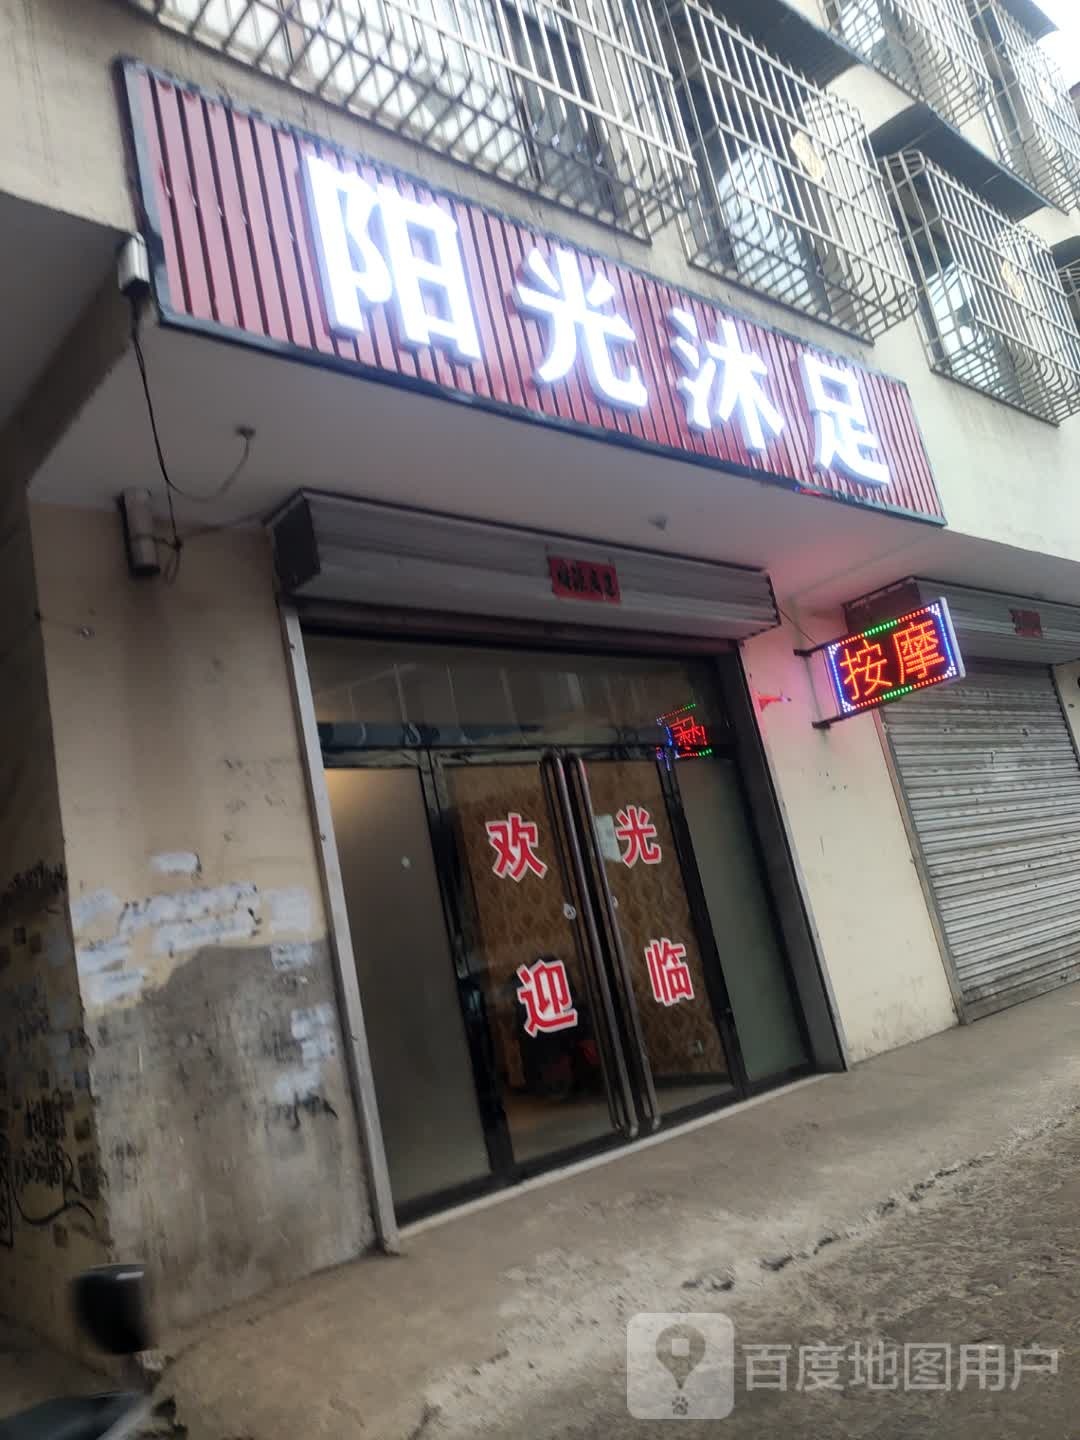 阳光沐足
按摩
欢迎
光临
百度地图用户